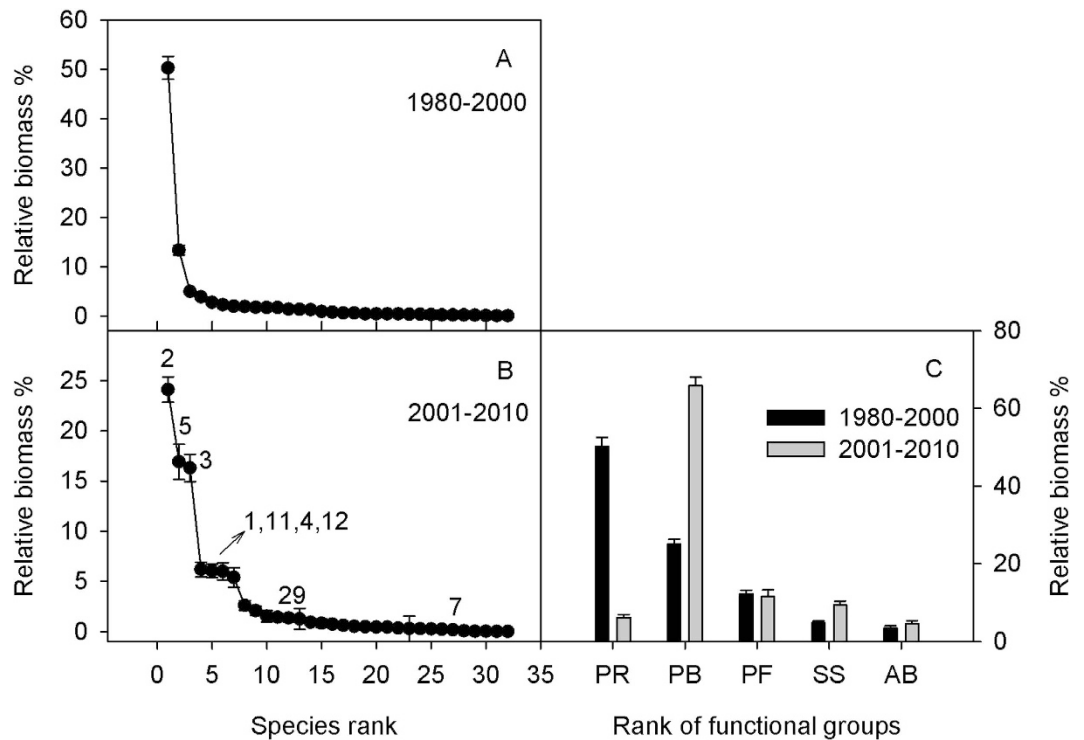 60
50
40
30
20
10
0
Relative biomass %
A
1980-2000
25
20
15
10
5
0
Relative biomass %
B
2001-2010
2
5
3
1,11,4,12
29
7
0 5 10 15 20 25 30 35
Species rank
C
1980-2000
2001-2010
80
60
40
20
0
Relative biomass %
PR PB PF SS AB
Rank of functional groups